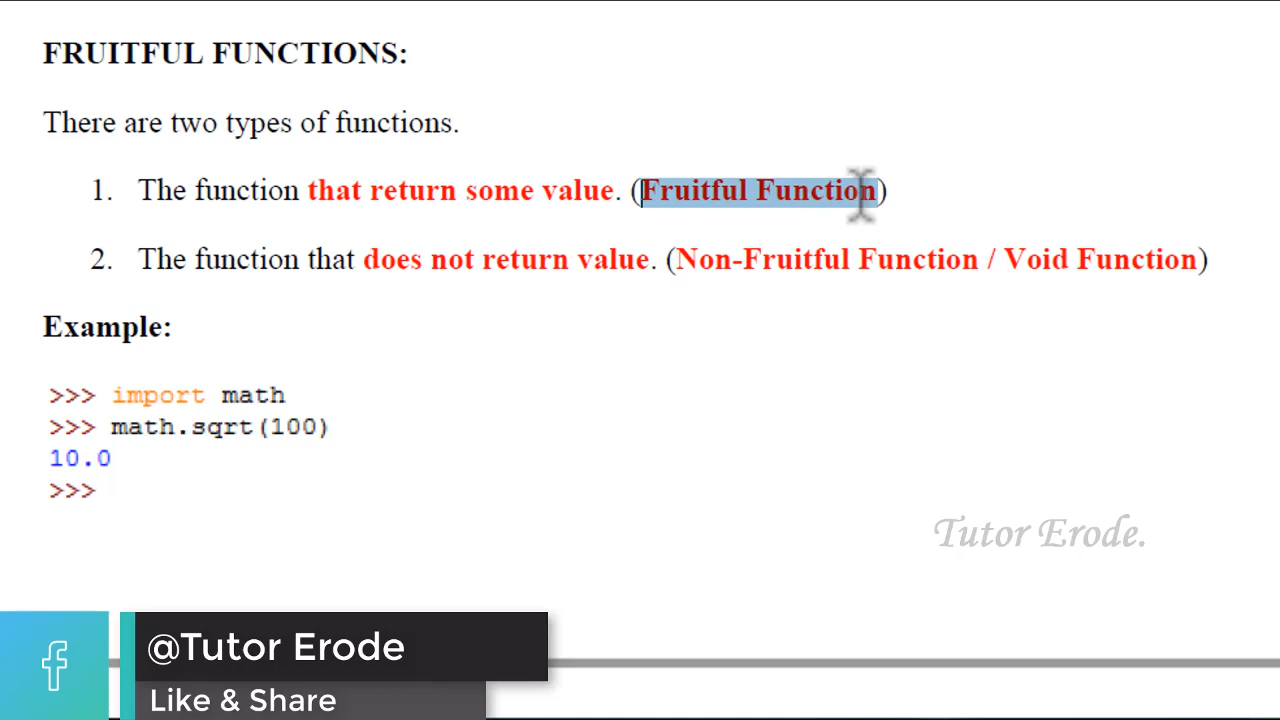 FRUITFUL FUNCTIONS:
There are two types of functions.
1. The function that return some value. (Fruitful Function)
2. The function that does not return value. (Non-Fruitful Function / Void Function)
Example:
>>> import math
>>> math.sqrt(100)
10.0
>>>
Tutor Erode.
f
@Tutor Erode
Like & Share